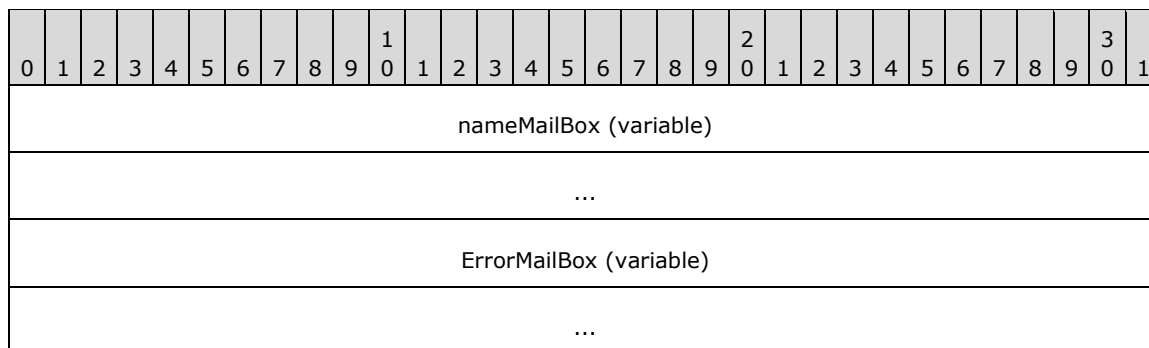 1 2 3
0 1 2 3 4 5 6 7 8 9 0 1 2 3 4 5 6 7 8 9 0 1 2 3 4 5 6 7 8 9 0 1
nameMailBox (variable)
...
ErrorMailBox (variable)
...